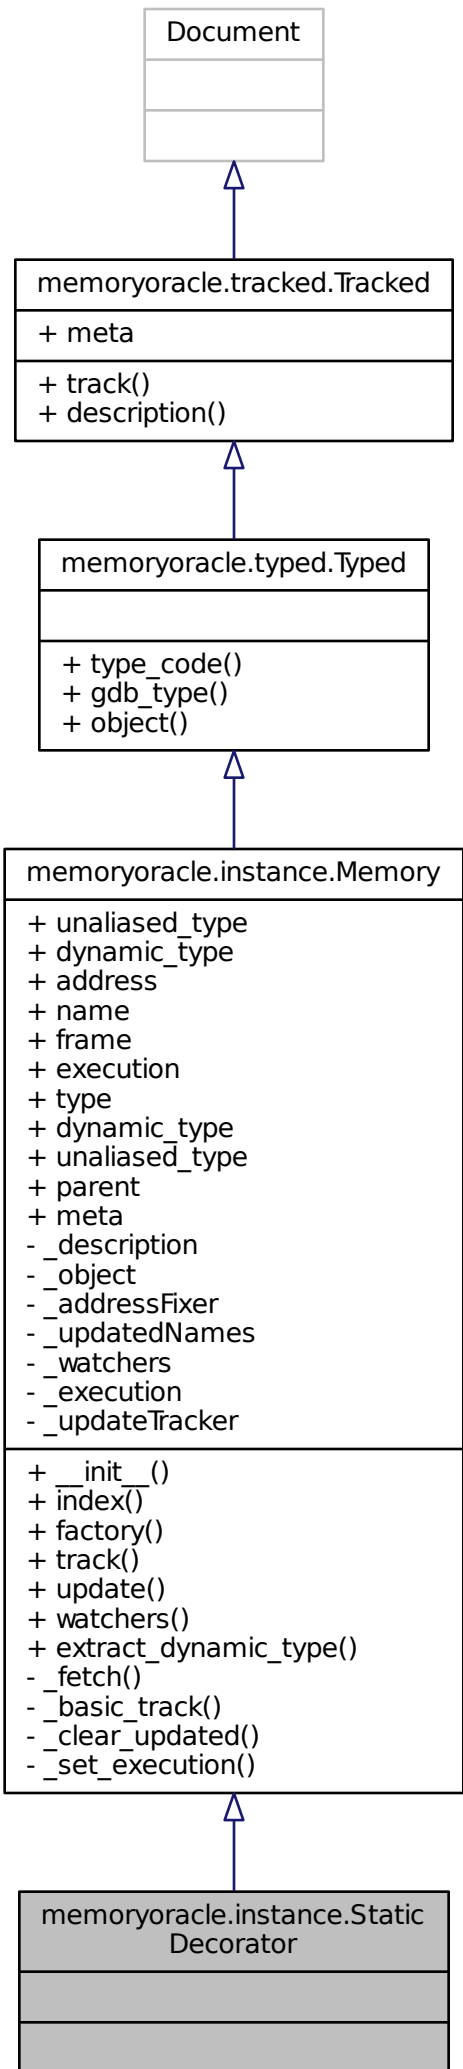 Document
memoryoracle.tracked.Tracked
+ meta
+ track()
+ description()
memoryoracle.typed.Typed
+ type_code()
+ gdb_type()
+ object()
memoryoracle.instance.Memory
+ unaliased_type
+ dynamic_type
+ address
+ name
+ frame
+ execution
+ type
+ dynamic_type
+ unaliased_type
+ parent
+ meta
- _description
- _object
- _addressFixer
- _updatedNames
- _watchers
- _execution
- _updateTracker
+ __init__()
+ index()
+ factory()
+ track()
+ update()
+ watchers()
+ extract_dynamic_type()
- _fetch()
- _basic_track()
- _clear_updated()
- _set_execution()
memoryoracle.instance.Static
Decorator